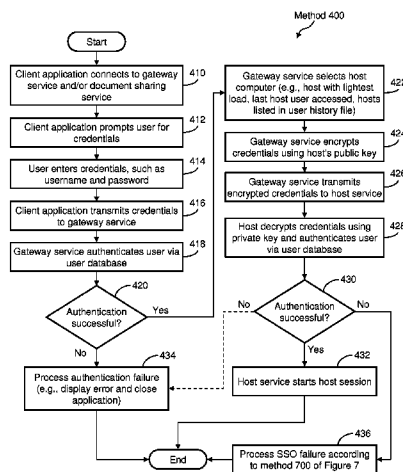 Method 400
Start
Client application connects to gateway
service and/or document sharing
service
410
Client application prompts user for
credentials
412
User enters credentials, such as
username and password
414
Client application transmits credentials
to gateway service
416
Gateway service authenticates user via
user database
418
Authentication
successful?
420
Yes
No
Process authentication failure
(e.g., display error and close
application}
434
Gateway service selects host
computer (e.g., host with lightest
load, last host user accessed, hosts
listed in user history file)
Gateway service encrypts
credentials using host's public key
Gateway service transmits
encrypted credentials to host service
Host decrypts credentials using
private key and authenticates user
via user database
Authentication
successful?
430
No
No
Yes
Host service starts host session
432
Process SSO failure according
to method 700 of Figure 7
436
End